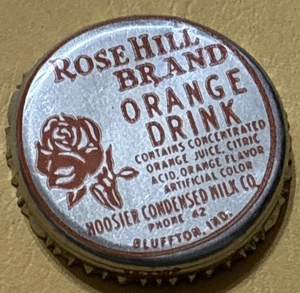 ROSE HILL
BRAND
ORANGE
DRINK
CONTAINS CONCENTRATED
ORANGE JUICE, CITRIC
ACID, ORANGE FLAVOR
ARTIFICIAL COLOR
HOOSIER CONDENSED MILK CO.
PHONE 42
BLUFFTON, IND.